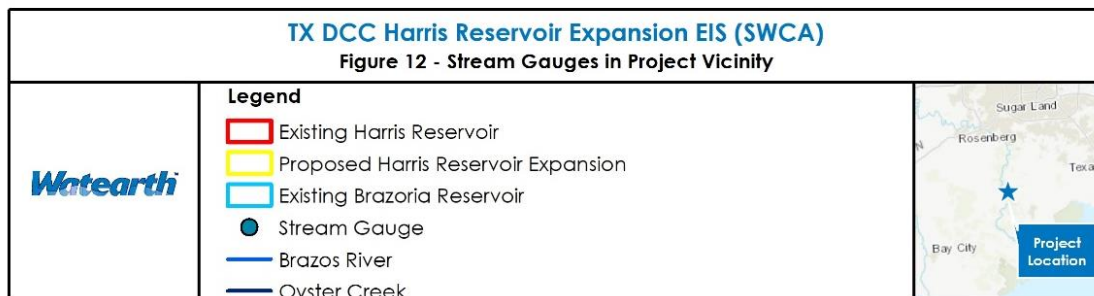 TX DCC Harris Reservoir Expansion EIS (SWCA)
Figure 12 - Stream Gauges in Project Vicinity
Watearth
Legend
Existing Harris Reservoir
Proposed Harris Reservoir Expansion
Existing Brazoria Reservoir
Stream Gauge
Brazos River
Oyster Creek
Sugar Land
Rosenberg
Bay City
Project
Location